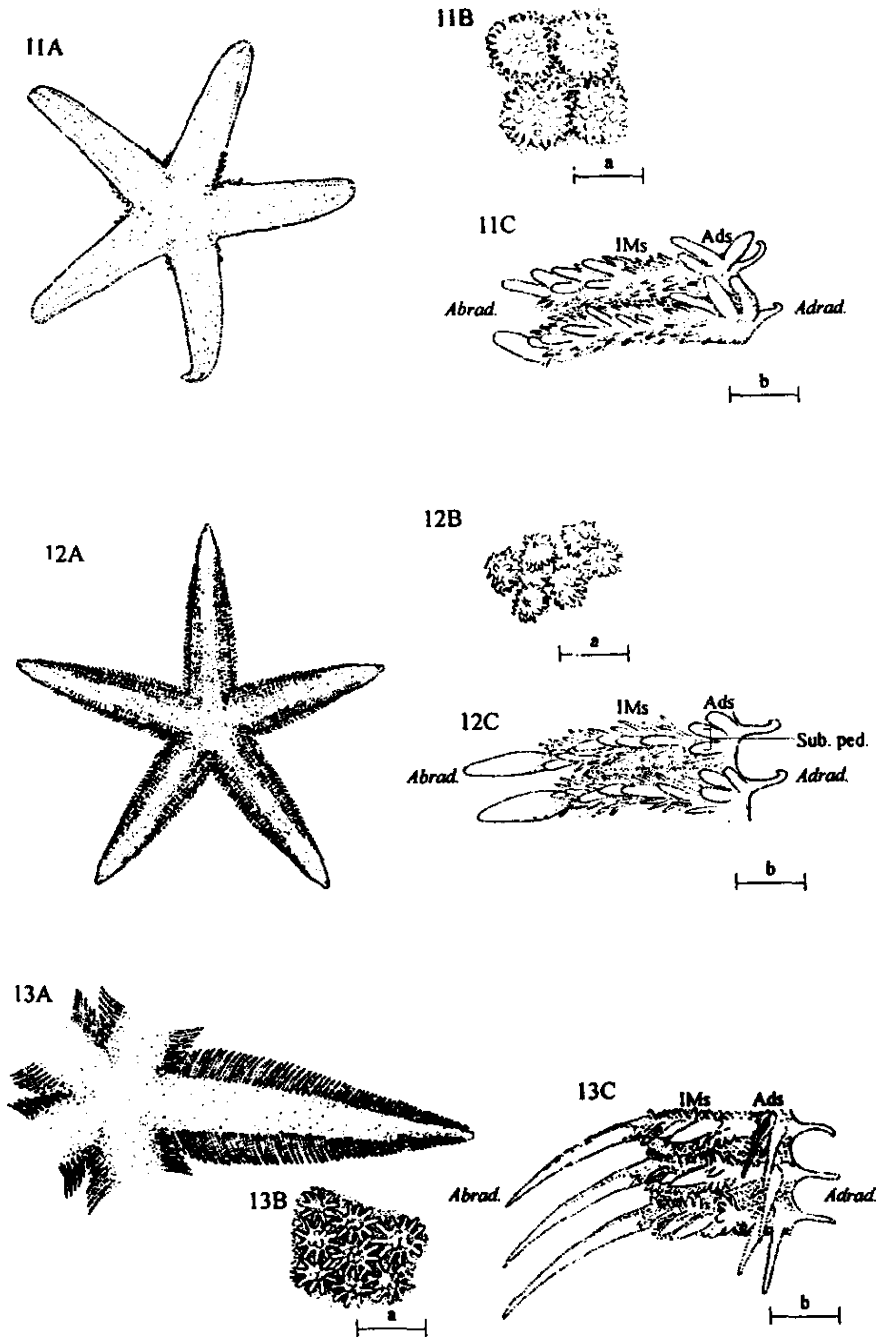 11A
11B
a
11C
IMs
Ads
Abrad.
Adrad.
b
12A
12B
a
12C
IMs
Ads
Sub. ped.
Abrad.
Adrad.
b
13A
13B
a
13C
IMs
Ads
Abrad.
Adrad.
b